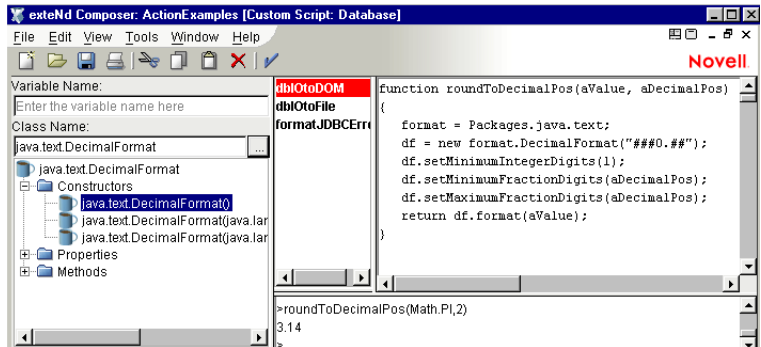 exteNd Composer: ActionExamples [Custom Script: Database]
File Edit View Tools Window Help
Novell
Variable Name:
Enter the variable name here
Class Name:
java.text.DecimalFormat
...
java.text.DecimalFormat
Constructors
java.text.DecimalFormat()
java.text.DecimalFormat(java.lar
java.text.DecimalFormat(java.lar
Properties
Methods
dblOtoDOM
dblOtoFile
formatJDBCErr
function roundToDecimalPos(aValue, aDecimalPos)
{
format = Packages.java.text;
df = new format.DecimalFormat("###0.##");
df.setMinimumIntegerDigits(1);
df.setMinimumFractionDigits(aDecimalPos);
df.setMaximumFractionDigits(aDecimalPos);
return df.format(aValue);
}
>roundToDecimalPos(Math.PI,2)
3.14
>